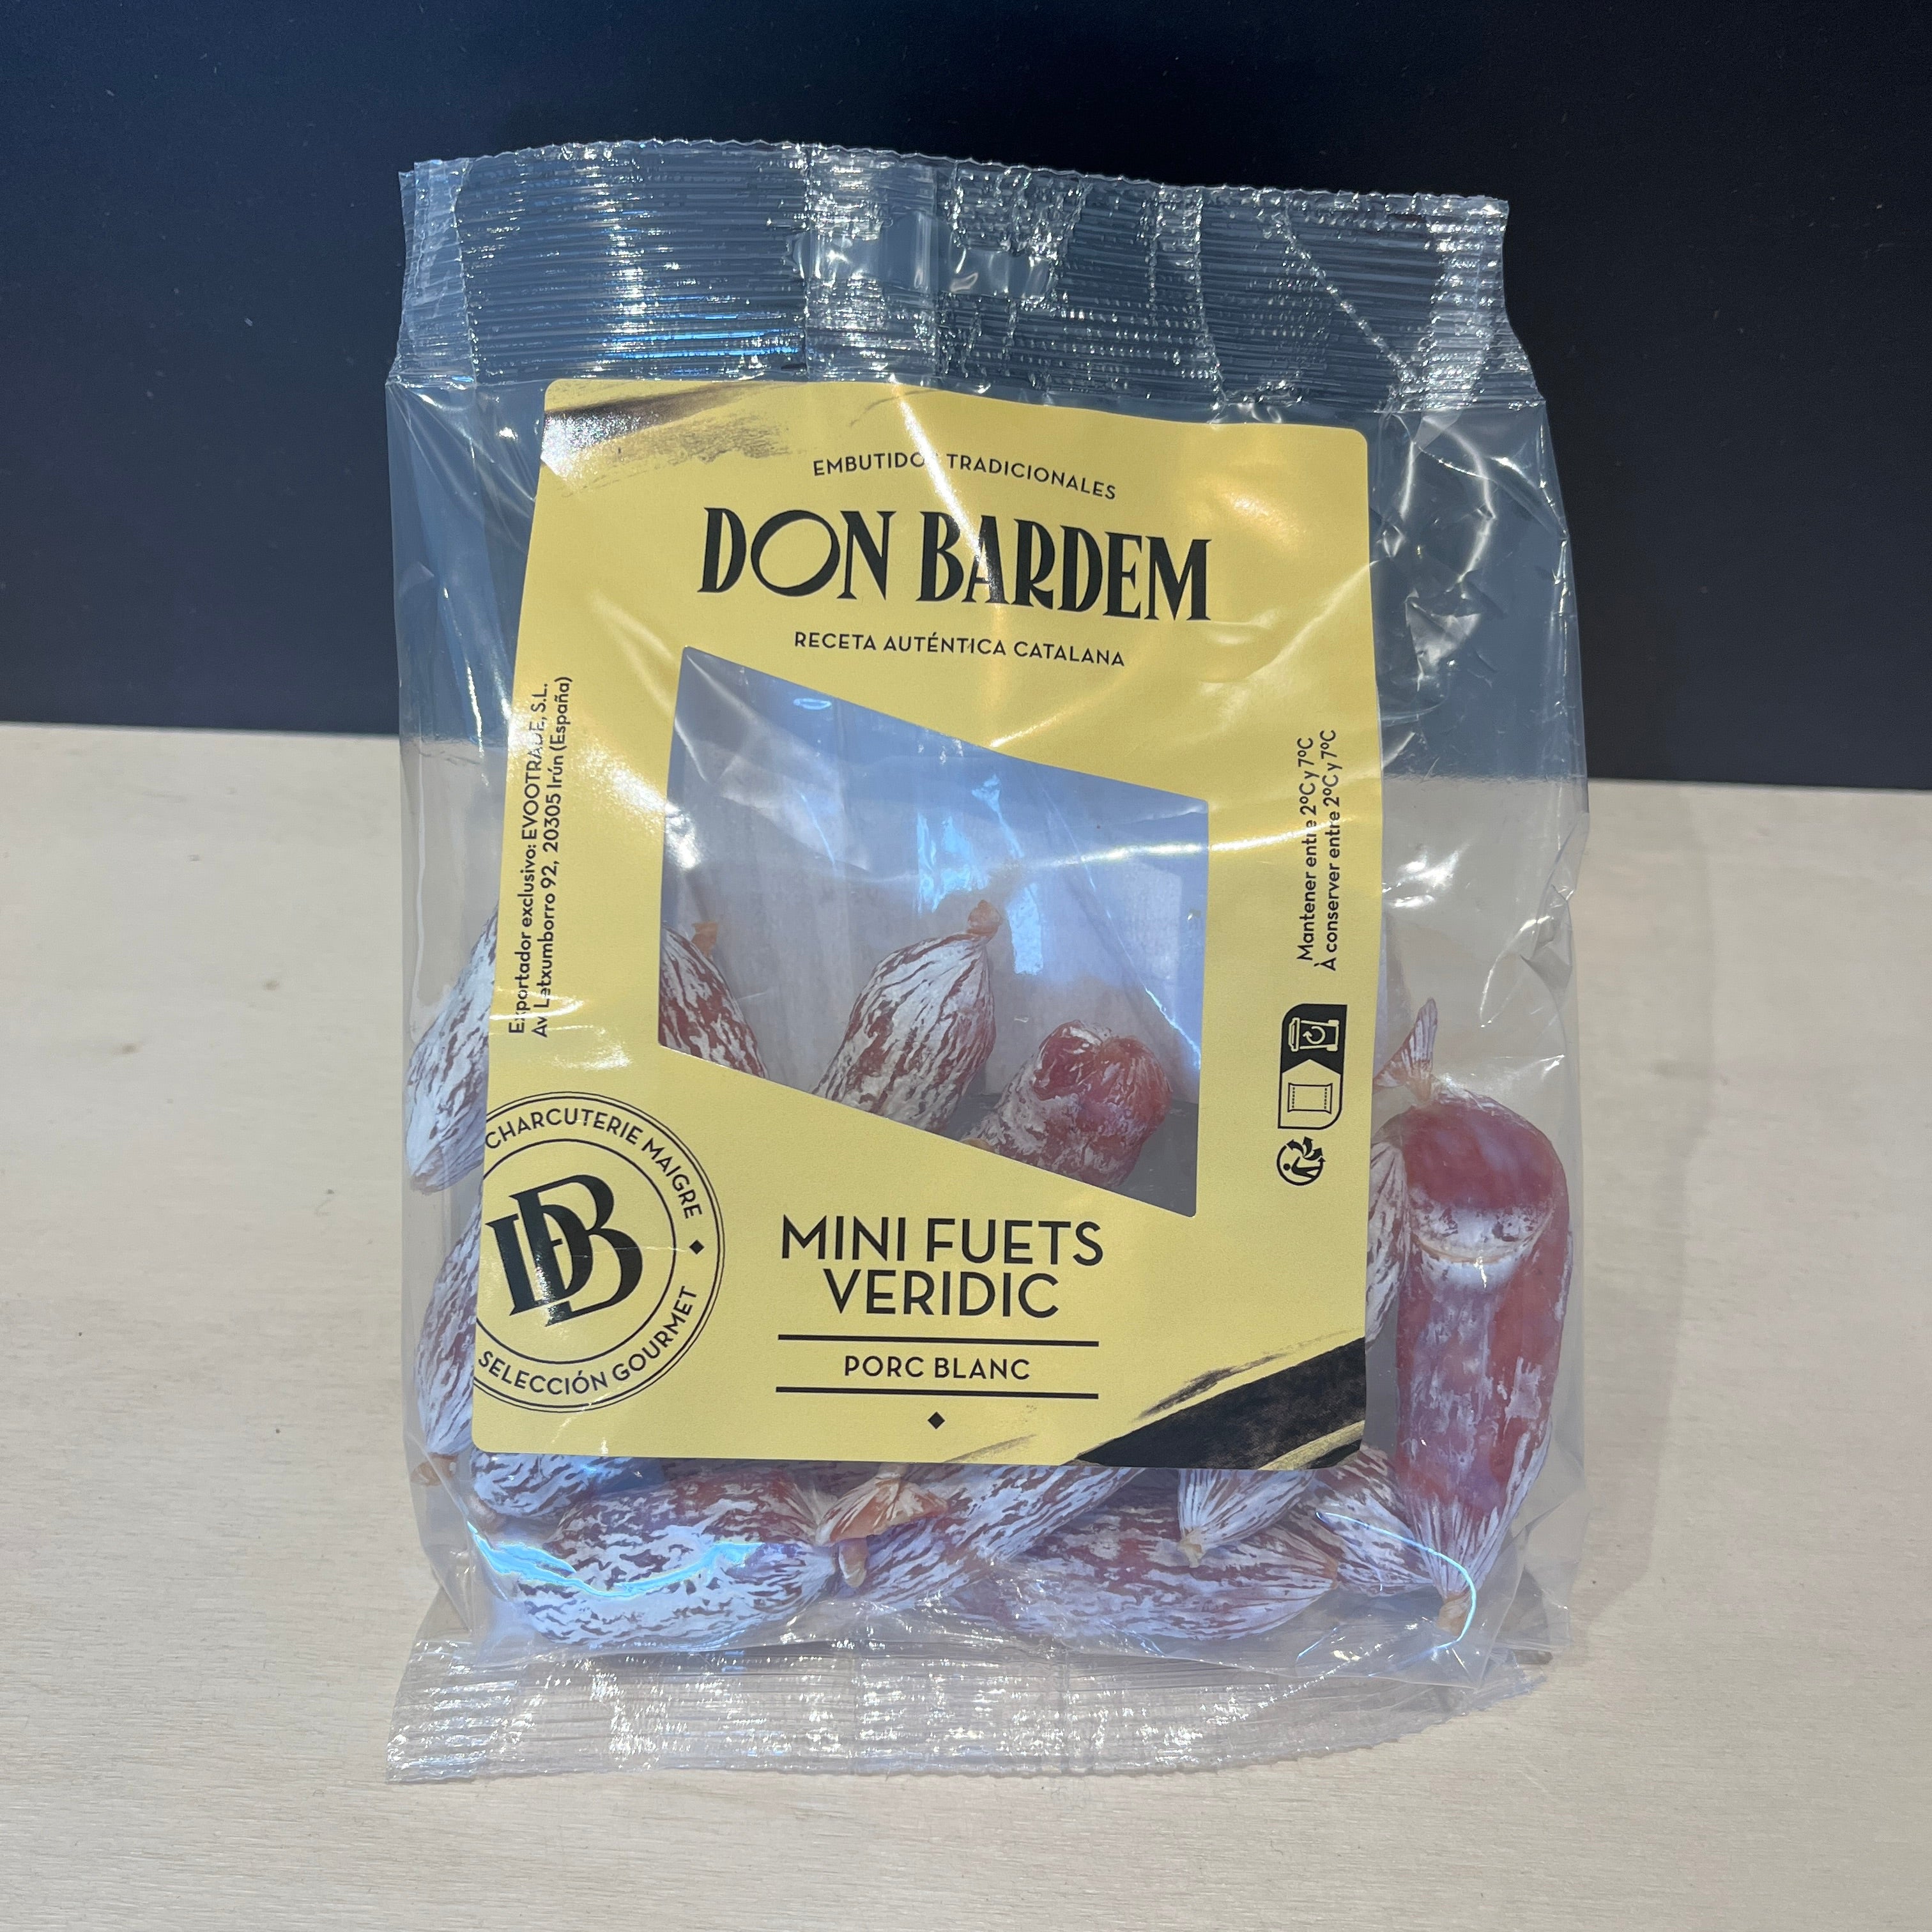 EMBUTIDOS TRADICIONALES
DON BARDEM
RECETA AUTÉNTICA CATALANA
Exportador exclusivo: EVOOTRADE, S.L.
Av. Letxumborro 92, 20305 Irún (España)
Mantener entre 2ºC y 7ºC
À conserver entre 2ºC y 7ºC
CHARCUTERIE MAIGRE
DB
SELECCIÓN GOURMET
MINI FUETS
VERIDIC
PORC BLANC